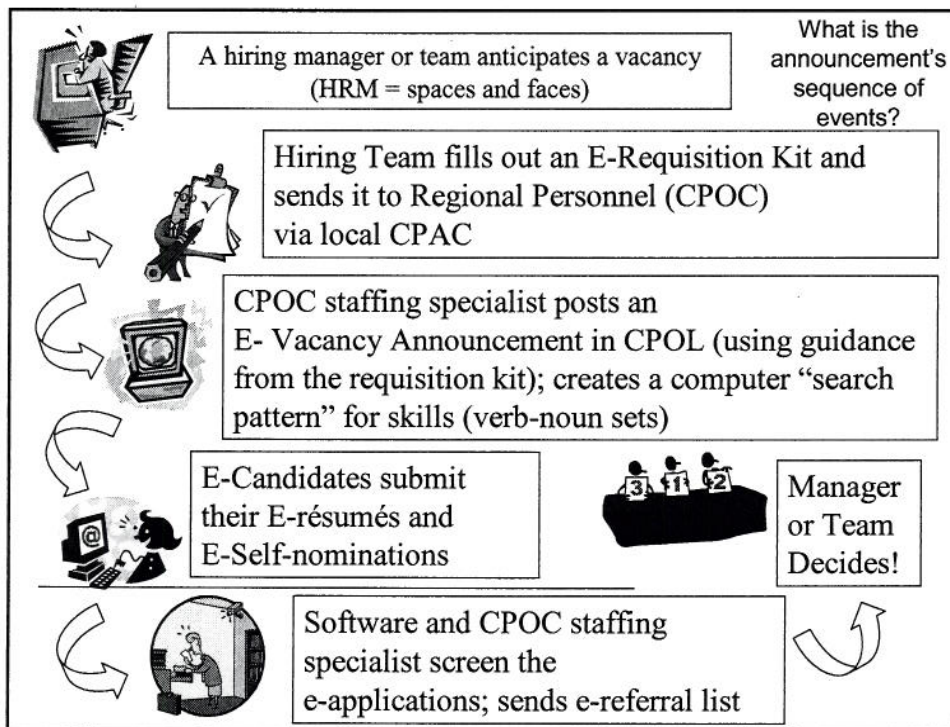 A hiring manager or team anticipates a vacancy
(HRM = spaces and faces)
What is the
announcement's
sequence of
events?
Hiring Team fills out an E-Requisition Kit and
sends it to Regional Personnel (CPOC)
via local CPAC
CPOC staffing specialist posts an
E- Vacancy Announcement in CPOL (using guidance
from the requisition kit); creates a computer “search
pattern” for skills (verb-noun sets)
E-Candidates submit
their E-résumés and
E-Self-nominations
@
3 1 2
Manager
or Team
Decides!
Software and CPOC staffing
specialist screen the
e-applications; sends e-referral list